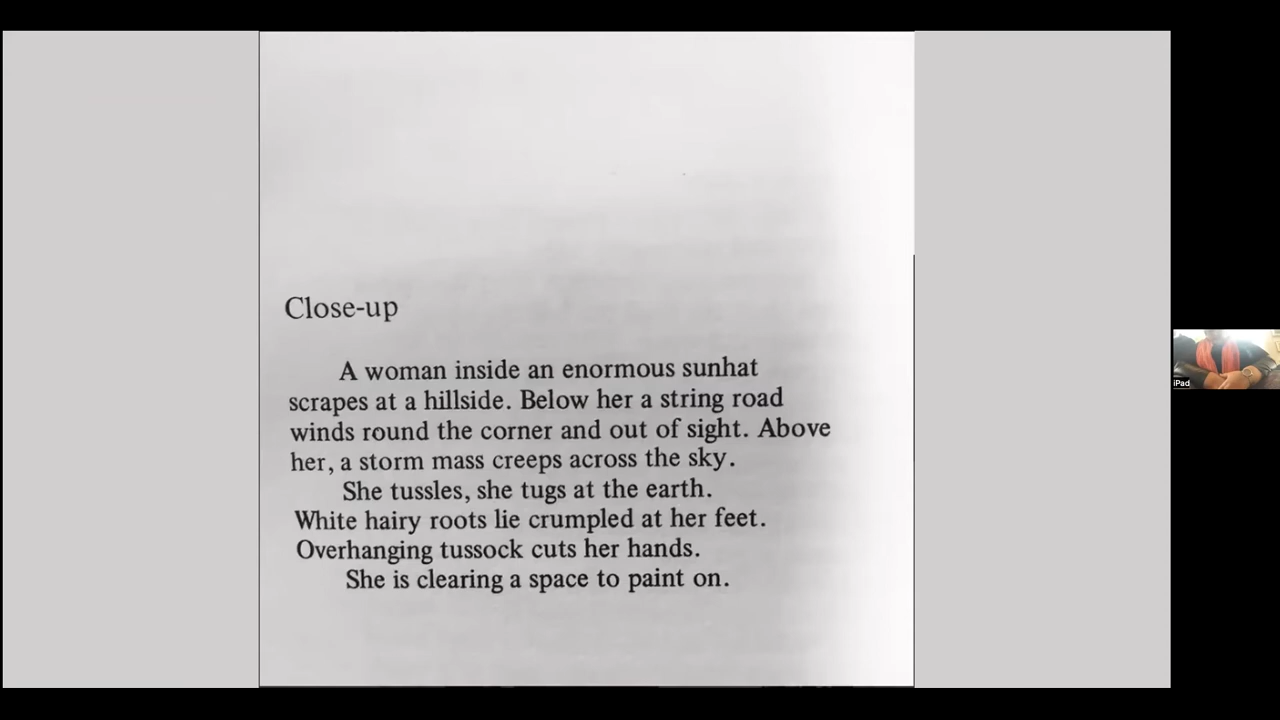 Close-up
A woman inside an enormous sunhat
scrapes at a hillside. Below her a string road
winds round the corner and out of sight. Above
her, a storm mass creeps across the sky.
She tussles, she tugs at the earth.
White hairy roots lie crumpled at her feet.
Overhanging tussock cuts her hands.
She is clearing a space to paint on.
iPad